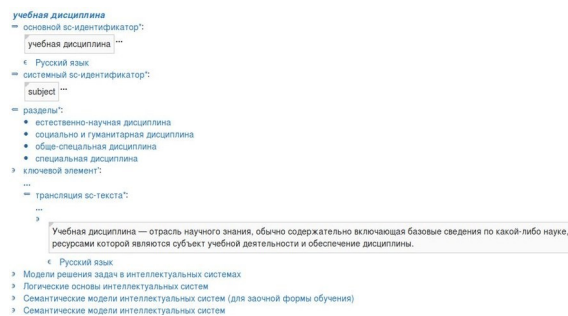 учебная дисциплина
= основной sc-идентификатор*:
учебная дисциплина ...
∈ Русский язык
= системный sc-идентификатор*:
subject ...
= разделы*:
• естественно-научная дисциплина
• социально и гуманитарная дисциплина
• обще-спецальная дисциплина
• специальная дисциплина
ключевой элемент':
...
= трансляция sc-текста*:
...
Учебная дисциплина — отрасль научного знания, обычно содержательно включающая базовые сведения по какой-либо науке,
ресурсами которой являются субъект учебной деятельности и обеспечение дисциплины.
Русский язык
Модели решения задач в интеллектуальных системах
Логические основы интеллектуальных систем
Семантические модели интеллектуальных систем (для заочной формы обучения)
Семантические модели интеллектуальных систем